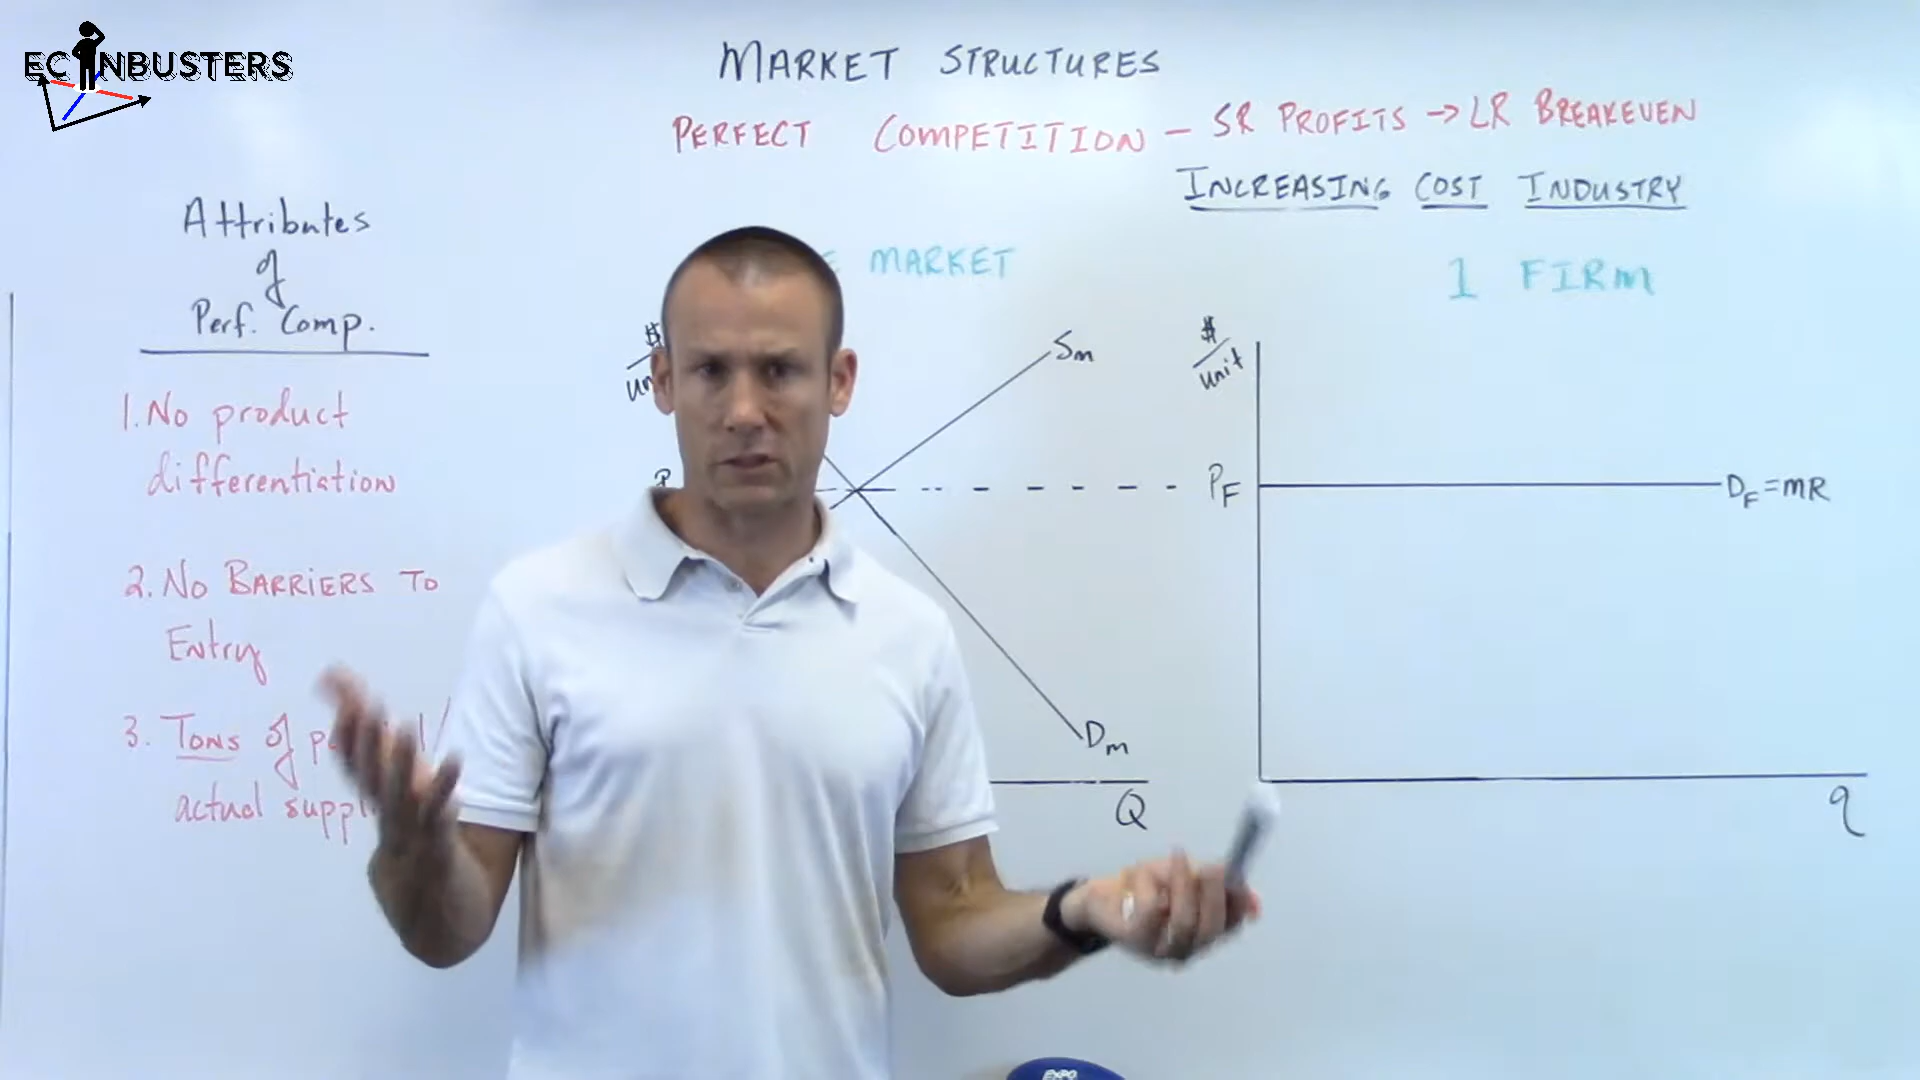 ECONBUSTERS
MARKET STRUCTURES
PERFECT COMPETITION - SR PROFITS → LR BREAKEVEN
INCREASING COST INDUSTRY
Attributes
of
Perf. Comp.
1. No product
differentiation
2. No BARRIERS TO
Entry
3. TONS of
actual
MARKET
$
/
Sm
Dm
Q
1 FIRM
$
/
unit
PF
DF = MR
q
EXPO